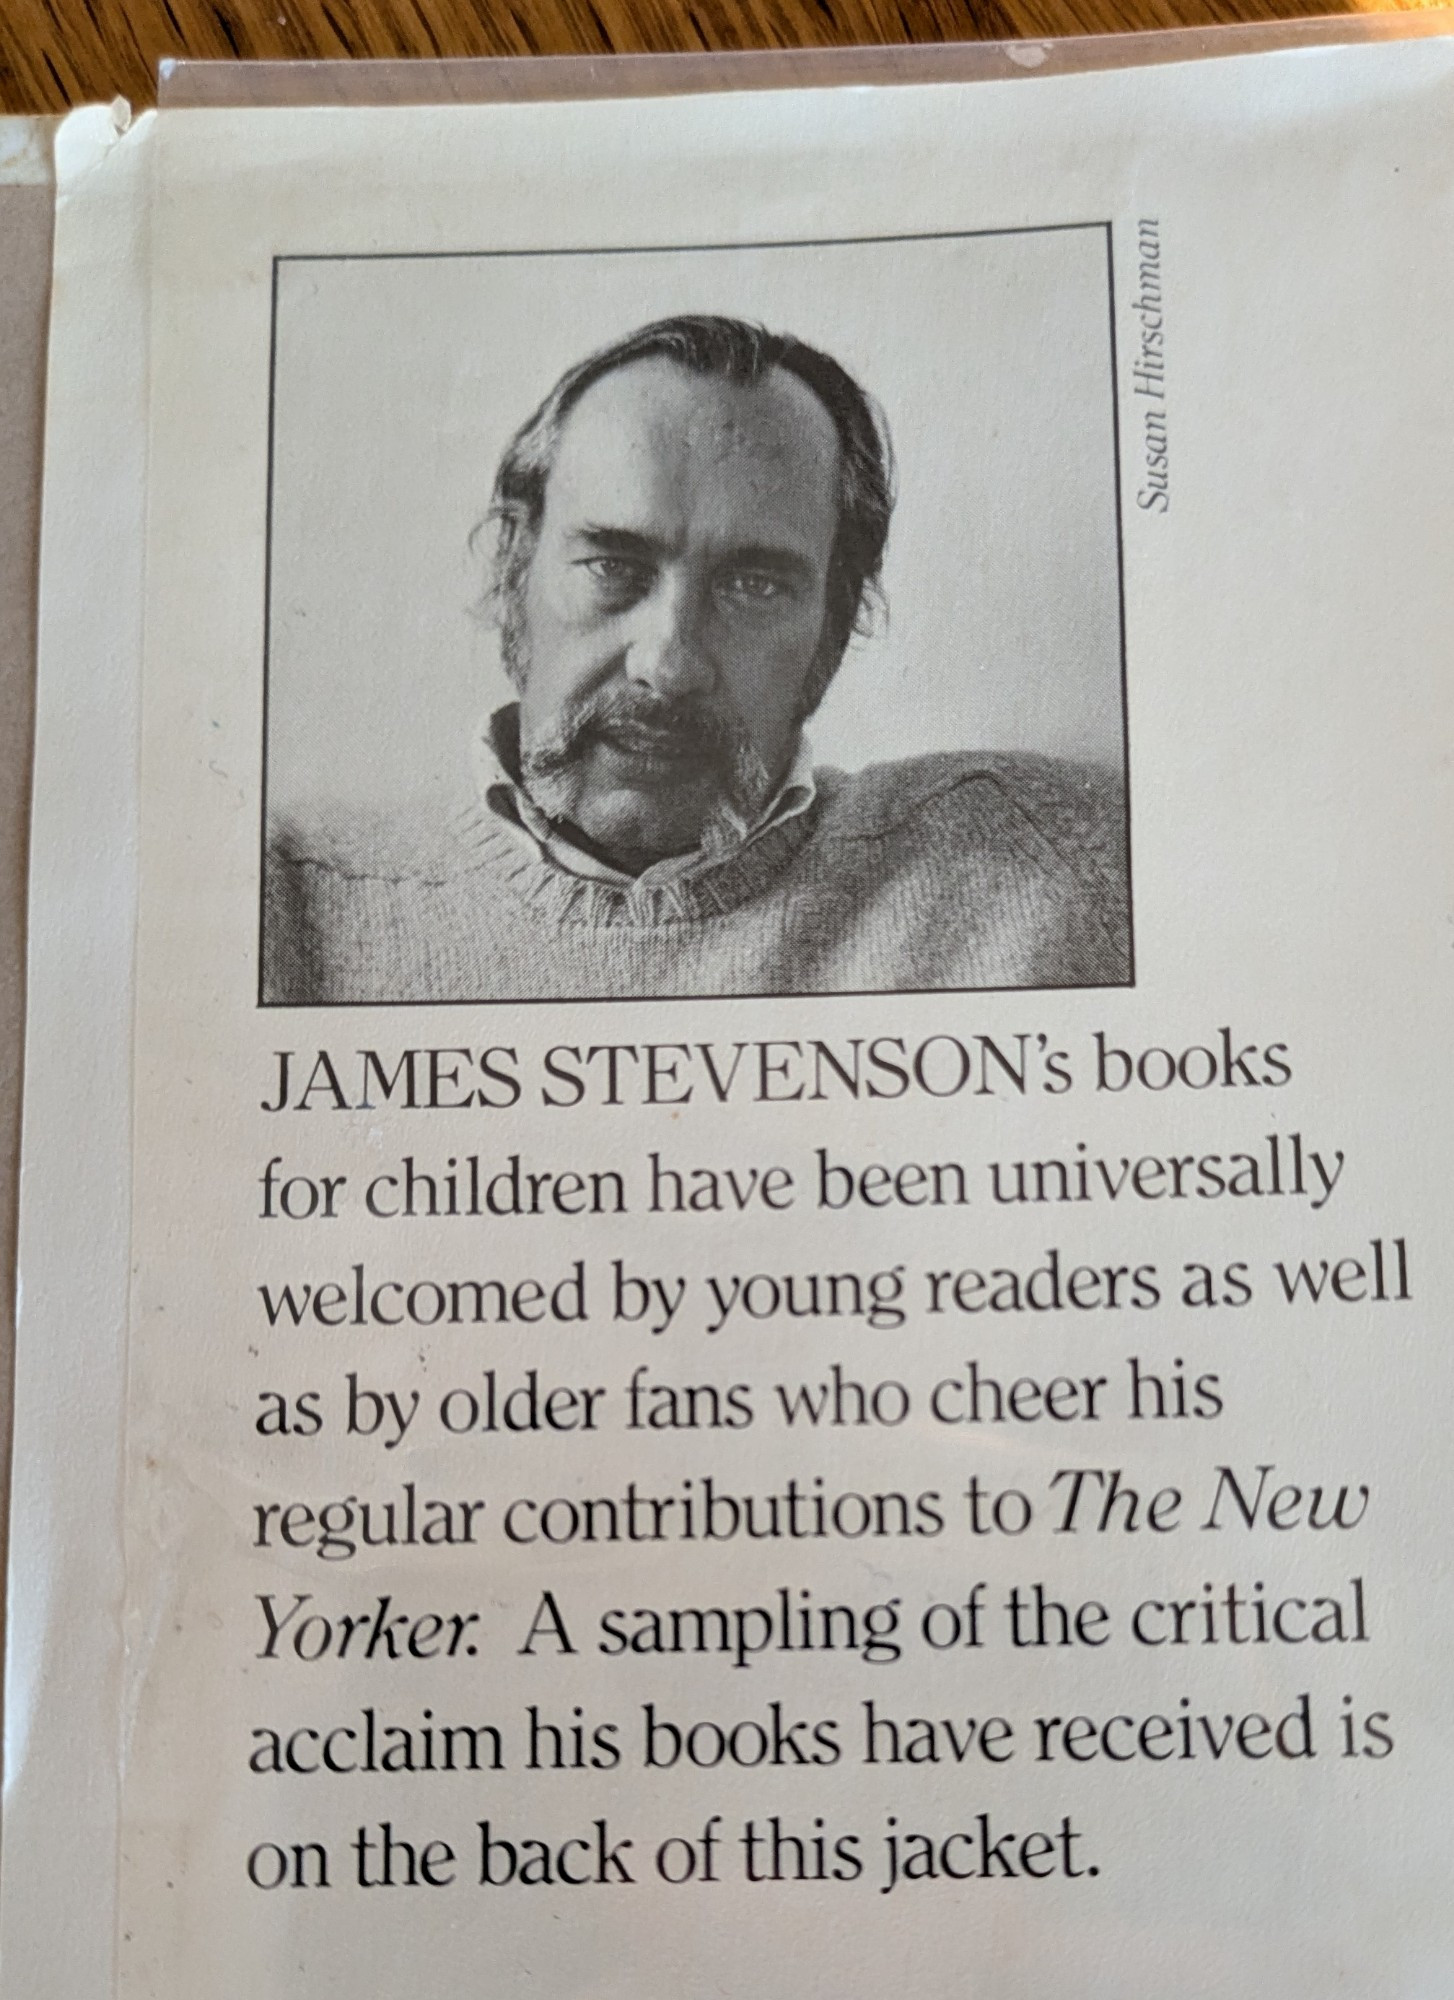 Susan Hirschman
JAMES STEVENSON's books
for children have been universally
welcomed by young readers as well
as by older fans who cheer his
regular contributions to The New
Yorker. A sampling of the critical
acclaim his books have received is
on the back of this jacket.